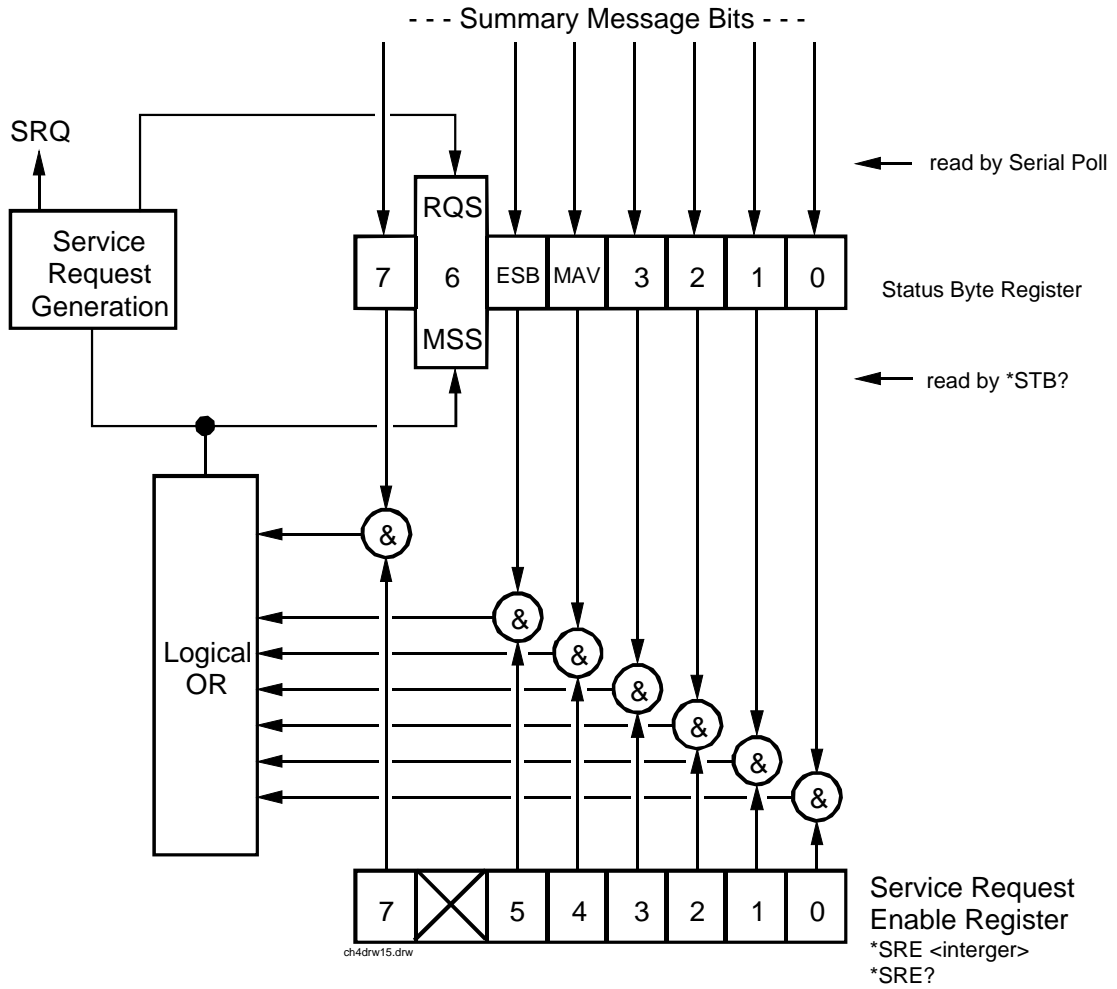 - - - Summary Message Bits - - -
SRQ
read by Serial Poll
Service
Request
Generation
RQS
7 6 ESB MAV 3 2 1 0
MSS
Status Byte Register
read by *STB?
&
&
&
&
&
&
&
Logical
OR
7 5 4 3 2 1 0
ch4drw15.drw
Service Request
Enable Register
*SRE <interger>
*SRE?